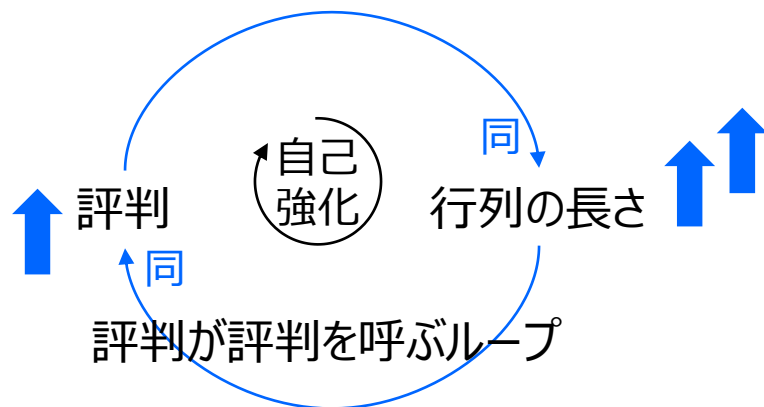 同
自己
強化
評判
行列の長さ
同
評判が評判を呼ぶループ